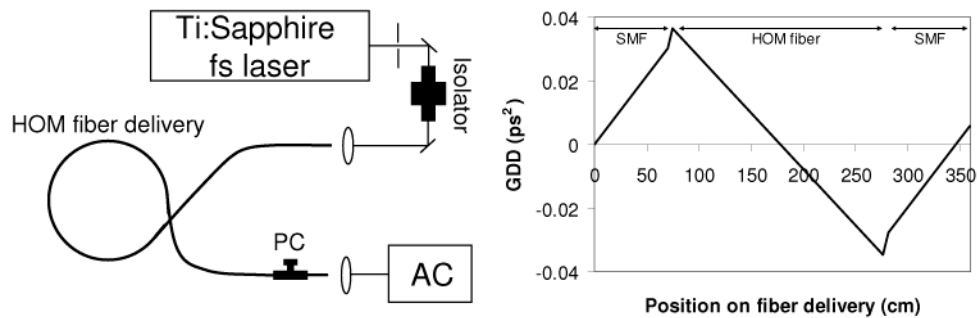 Ti:Sapphire
fs laser
Isolator
HOM fiber delivery
PC
AC
0.04
0.02
0
-0.02
-0.04
GDD (ps²)
SMF
HOM fiber
SMF
0 50 100 150 200 250 300 350
Position on fiber delivery (cm)